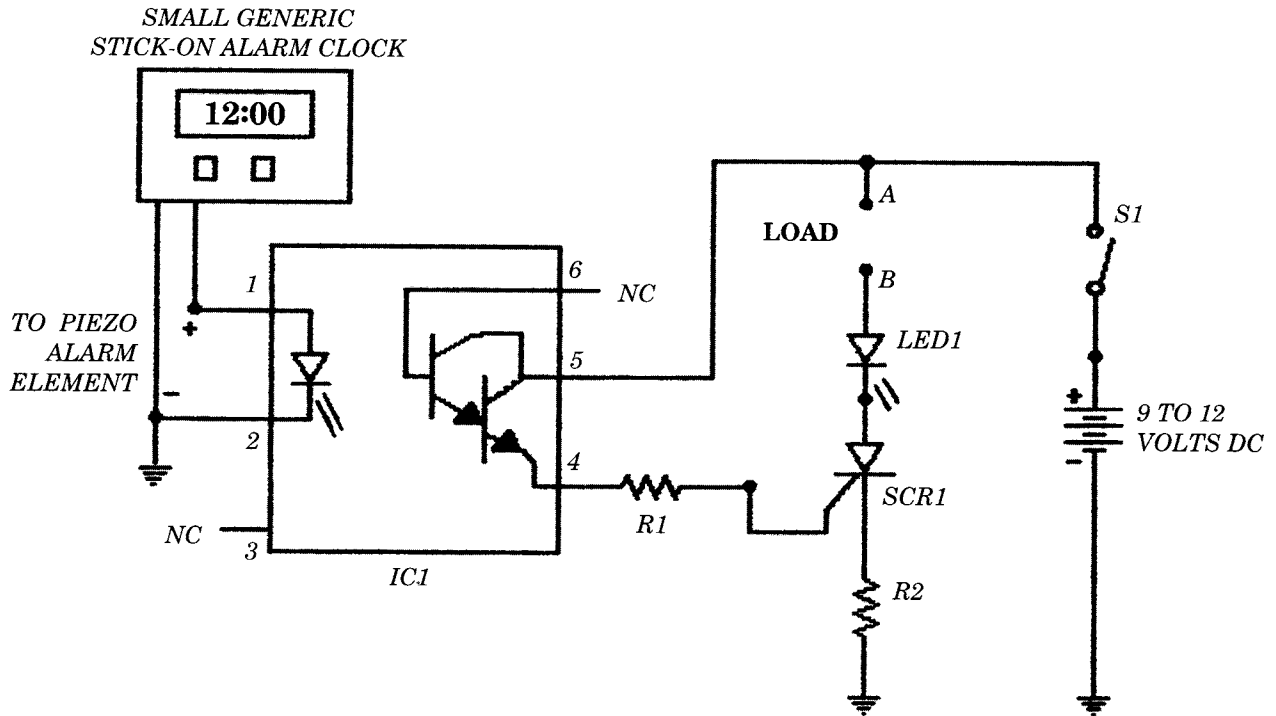 SMALL GENERIC
STICK-ON ALARM CLOCK
12:00
A
S1
LOAD
B
1
6
NC
TO PIEZO
ALARM
ELEMENT
+
-
LED1
5
+
9 TO 12
VOLTS DC
-
2
4
SCR1
R1
NC
3
IC1
R2